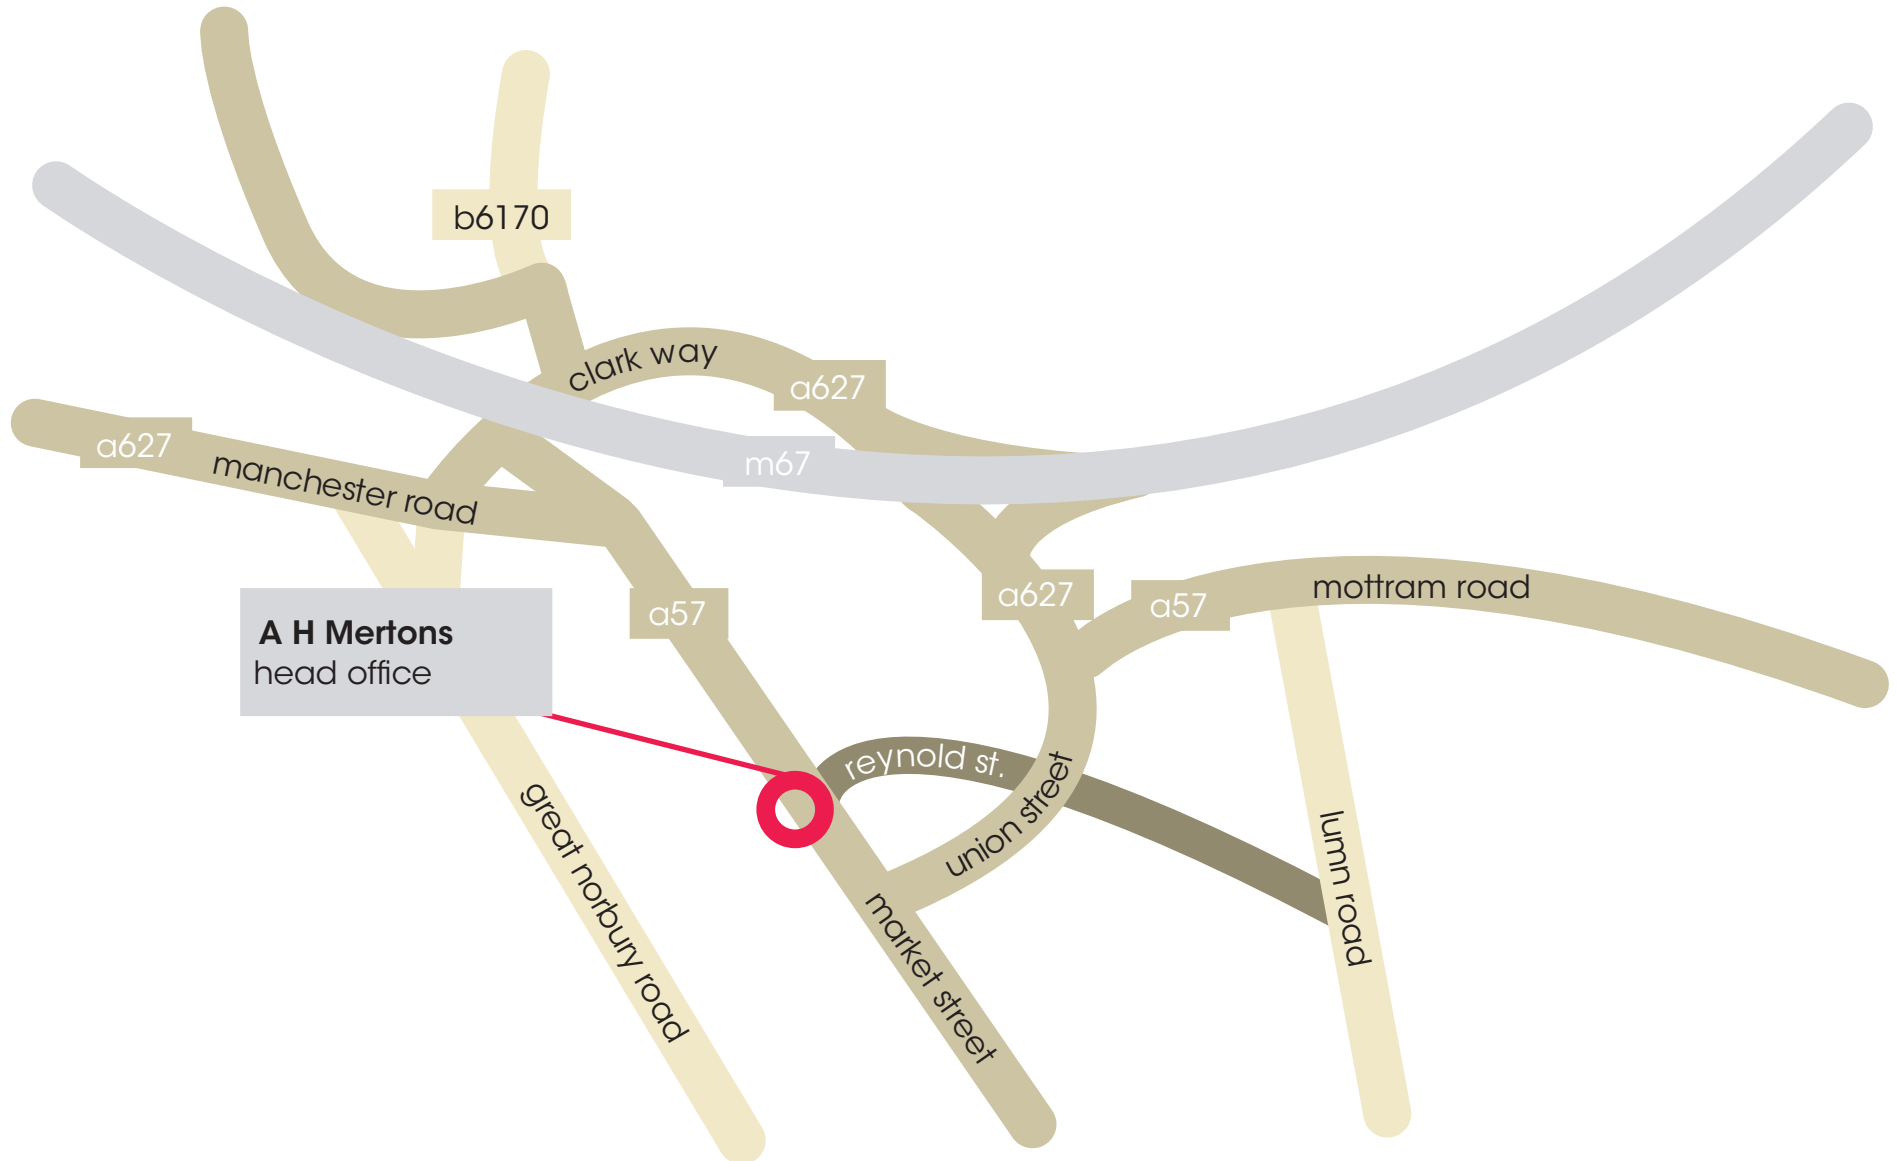 b6170
clark way
a627
a627
manchester road
m67
a57
a627
a57
mottram road
A H Mertons
head office
reynold st.
union street
great norbury road
market street
lumn road